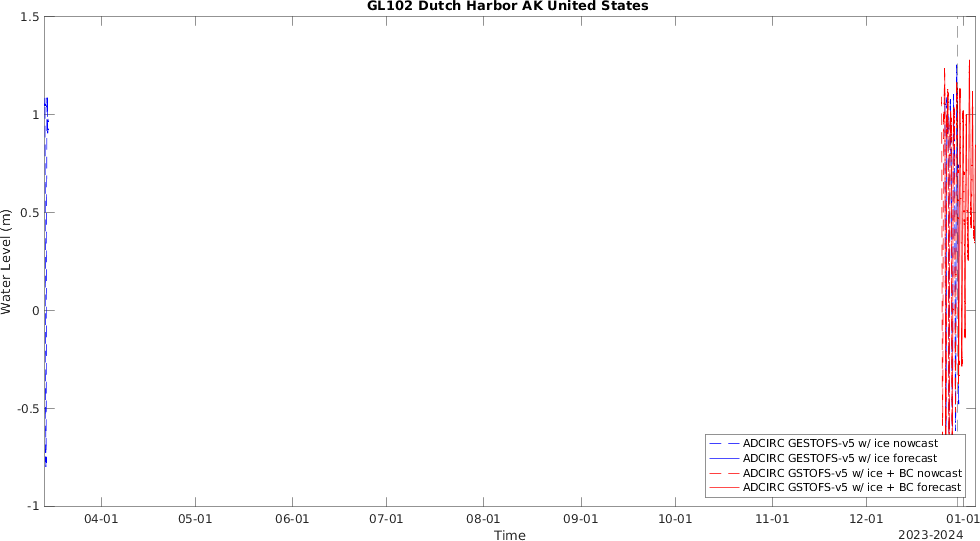 GL102 Dutch Harbor AK United States
1.5
1
0.5
0
-0.5
-1
Water Level (m)
04-01 05-01 06-01 07-01 08-01 09-01 10-01 11-01 12-01 01-01
Time
2023-2024
ADCIRC GESTOFS-v5 w/ ice nowcast
ADCIRC GESTOFS-v5 w/ ice forecast
ADCIRC GSTOFS-v5 w/ ice + BC nowcast
ADCIRC GSTOFS-v5 w/ ice + BC forecast